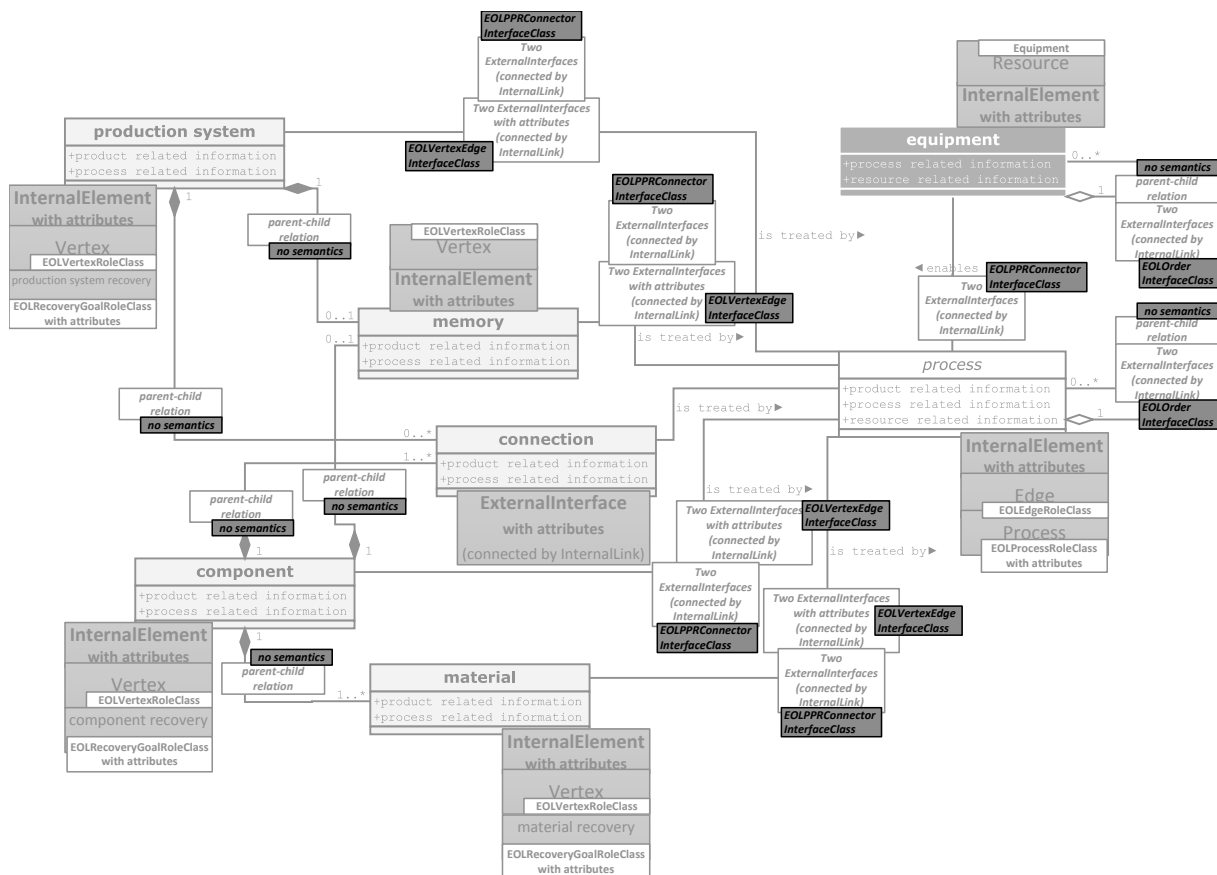 EOLPPRConnector
InterfaceClass
Two
ExternalInterfaces
(connected by
InternalLink)
Two ExternalInterfaces
with attributes
(connected by
InternalLink)
EOLVertexEdge
InterfaceClass
production system
+product related information
+process related information
1
1
InternalElement
with attributes
Vertex
EOLVertexRoleClass
production system recovery
EOLRecoveryGoalRoleClass
with attributes
parent-child
relation
no semantics
Equipment
Resource
InternalElement
with attributes
equipment
+process related information
+resource related information
0..*
1
no semantics
parent-child
relation
Two
ExternalInterfaces
(connected by
InternalLink)
EOLOrder
InterfaceClass
EOLVertexRoleClass
Vertex
InternalElement
with attributes
memory
+product related information
+process related information
0..1
0..1
EOLPPRConnector
InterfaceClass
Two
ExternalInterfaces
(connected by
InternalLink)
Two ExternalInterfaces
with attributes
(connected by
InternalLink)
EOLVertexEdge
InterfaceClass
is treated by►
is treated by►
◄ enables
EOLPPRConnector
InterfaceClass
Two
ExternalInterfaces
(connected by
InternalLink)
process
+product related information
+process related information
+resource related information
0..*
1
no semantics
parent-child
relation
Two
ExternalInterfaces
(connected by
InternalLink)
EOLOrder
InterfaceClass
InternalElement
with attributes
Edge
EOLEdgeRoleClass
Process
EOLProcessRoleClass
with attributes
parent-child
relation
no semantics
0..*
1..*
connection
+product related information
+process related information
ExternalInterface
with attributes
(connected by InternalLink)
is treated by►
is treated by►
is treated by►
parent-child
relation
no semantics
parent-child
relation
no semantics
1
1
component
+product related information
+process related information
1
InternalElement
with attributes
Vertex
EOLVertexRoleClass
component recovery
EOLRecoveryGoalRoleClass
with attributes
no semantics
parent-child
relation
1..*
Two ExternalInterfaces
with attributes
(connected by
InternalLink)
EOLVertexEdge
InterfaceClass
Two
ExternalInterfaces
(connected by
InternalLink)
EOLPPRConnector
InterfaceClass
Two ExternalInterfaces
with attributes
(connected by
InternalLink)
EOLVertexEdge
InterfaceClass
Two
ExternalInterfaces
(connected by
InternalLink)
EOLPPRConnector
InterfaceClass
material
+product related information
+process related information
InternalElement
with attributes
Vertex
EOLVertexRoleClass
material recovery
EOLRecoveryGoalRoleClass
with attributes